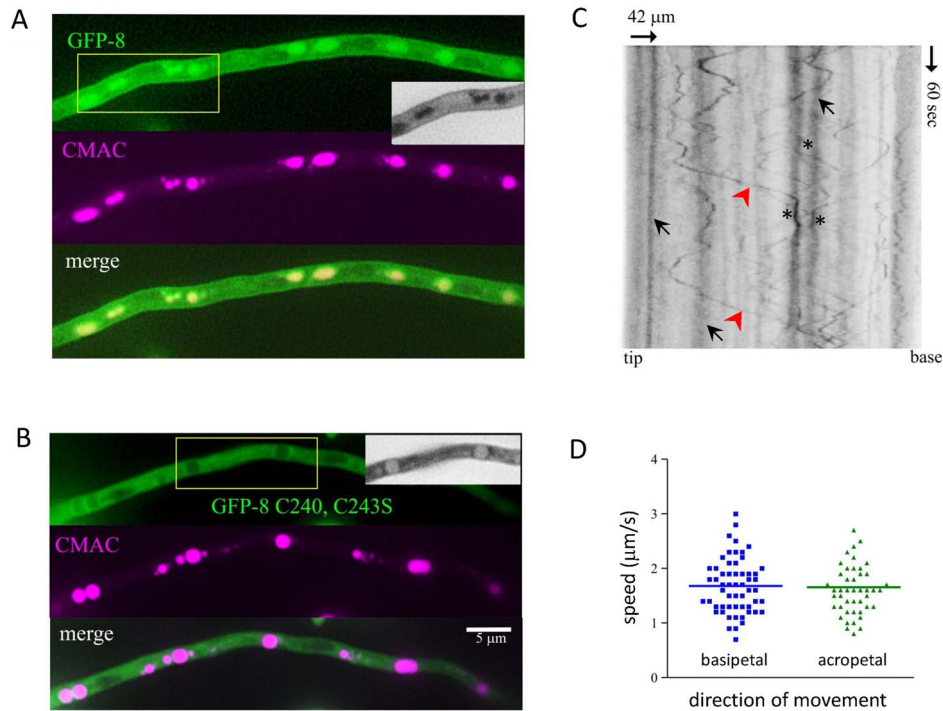 A
GFP-8
CMAC
merge
B
GFP-8 C240, C243S
CMAC
merge
5 μm
C
42 μm
60 sec
*
*
*
tip
base
D
speed (μm/s)
4
3
2
1
0
basipetal
acropetal
direction of movement